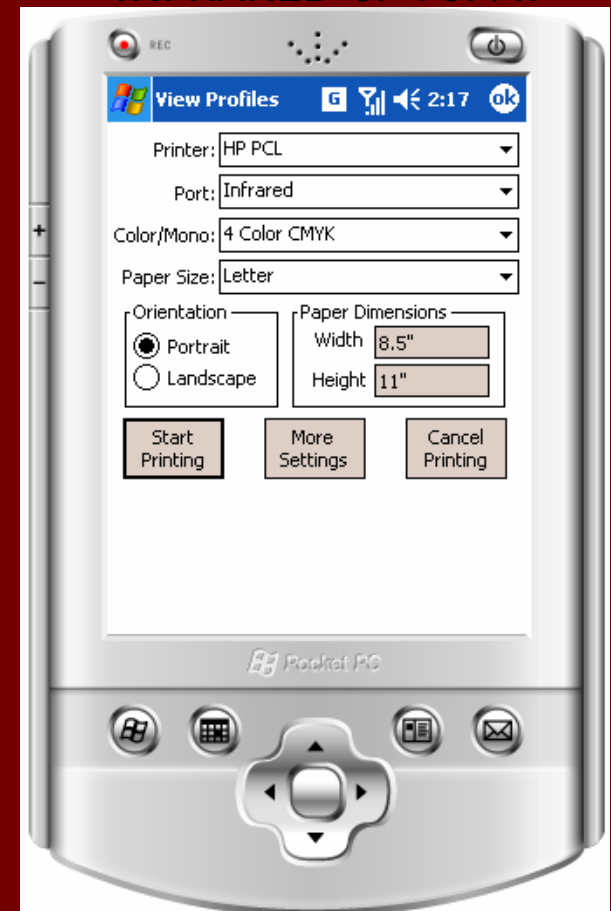 REC
View Profiles G 2:17 ok
Printer: HP PCL
Port: Infrared
Color/Mono: 4 Color CMYK
Paper Size: Letter
Orientation
Portrait
Landscape
Paper Dimensions
Width 8.5"
Height 11"
Start
Printing
More
Settings
Cancel
Printing
Pocket PC